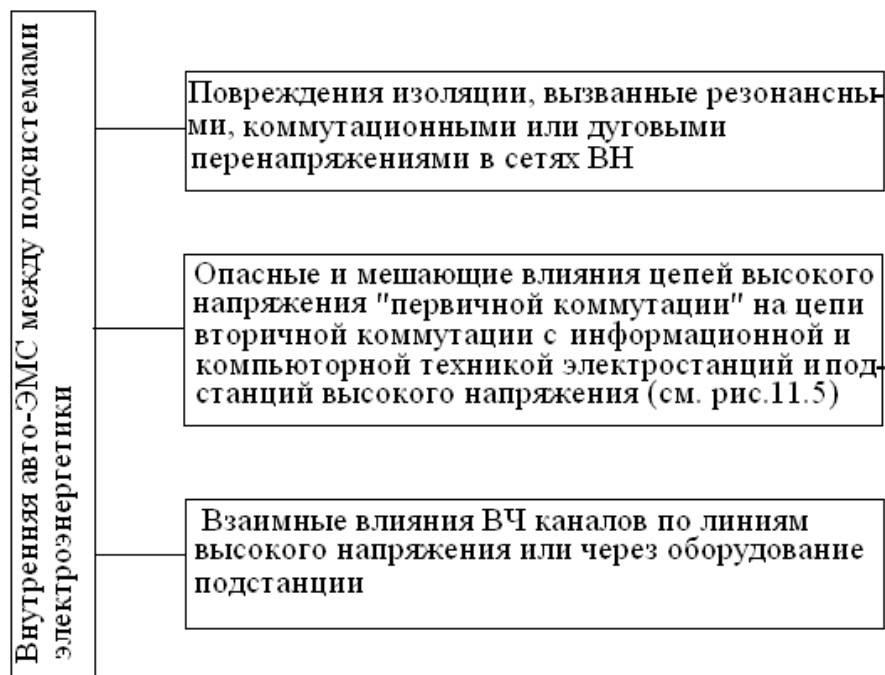 Внутренняя авто-ЭМС между подсистемами
электроэнергетики
Повреждения изоляции, вызванные резонансны-
ми, коммутационными или дуговыми
перенапряжениями в сетях ВН
Опасные и мешающие влияния цепей высокого
напряжения "первичной коммутации" на цепи
вторичной коммутации с информационной и
компьюторной техникой электростанций и под-
станций высокого напряжения (см. рис.11.5)
Взаимные влияния ВЧ каналов по линиям
высокого напряжения или через оборудование
подстанции